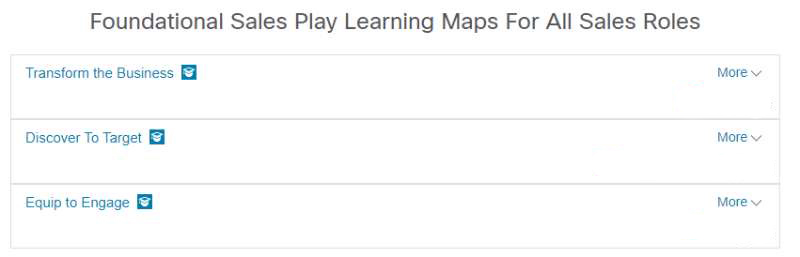 Foundational Sales Play Learning Maps For All Sales Roles
Transform the Business More
Discover To Target More
Equip to Engage More